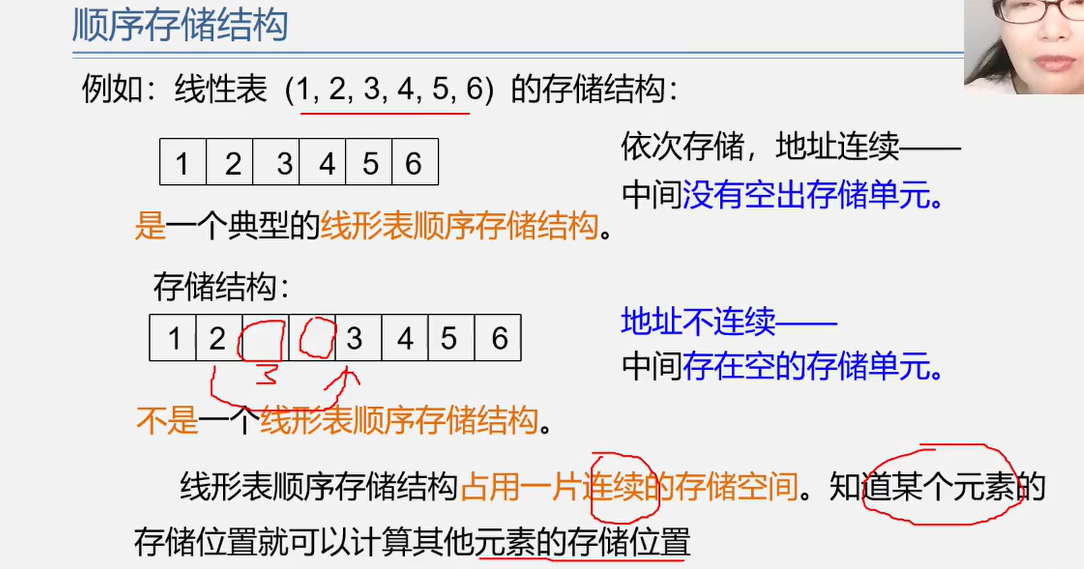 顺序存储结构
例如：线性表（1, 2, 3, 4, 5, 6）的存储结构：
1 2 3 4 5 6
依次存储，地址连续——
中间没有空出存储单元。
是一个典型的线形表顺序存储结构。
存储结构：
1 2 3 4 5 6
3
地址不连续——
中间存在空的存储单元。
不是一个线形表顺序存储结构。
线形表顺序存储结构占用一片连续的存储空间。知道某个元素的
存储位置就可以计算其他元素的存储位置